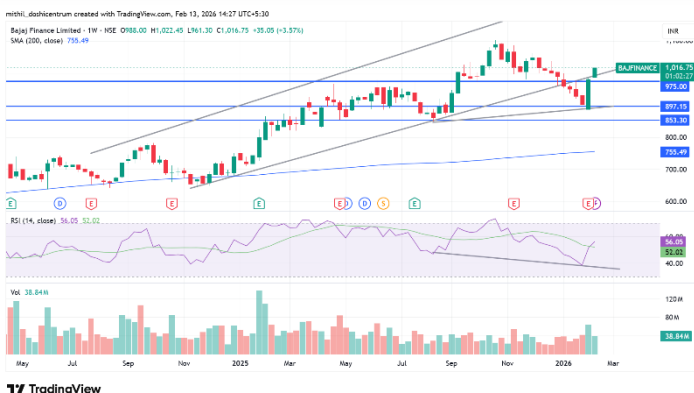 mithil_doshicentrum created with TradingView.com, Feb 13, 2026 14:27 UTC+5:30
Bajaj Finance Limited · 1W · NSE O988.00 H1,022.45 L961.30 C1,016.75 +35.05 (+3.57%)
INR
SMA (200, close) 755.49
BAJFINANCE 1,016.75
01:02:27
975.00
897.15
853.30
800.00
755.49
700.00
600.00
E D E E E E D D S E E E
RSI (14, close) 56.05 52.02
56.05
52.02
40.00
Vol 38.84M
120M
80M
38.84M
May Jul Sep Nov 2025 Mar May Jul Sep Nov 2026 Mar
TradingView